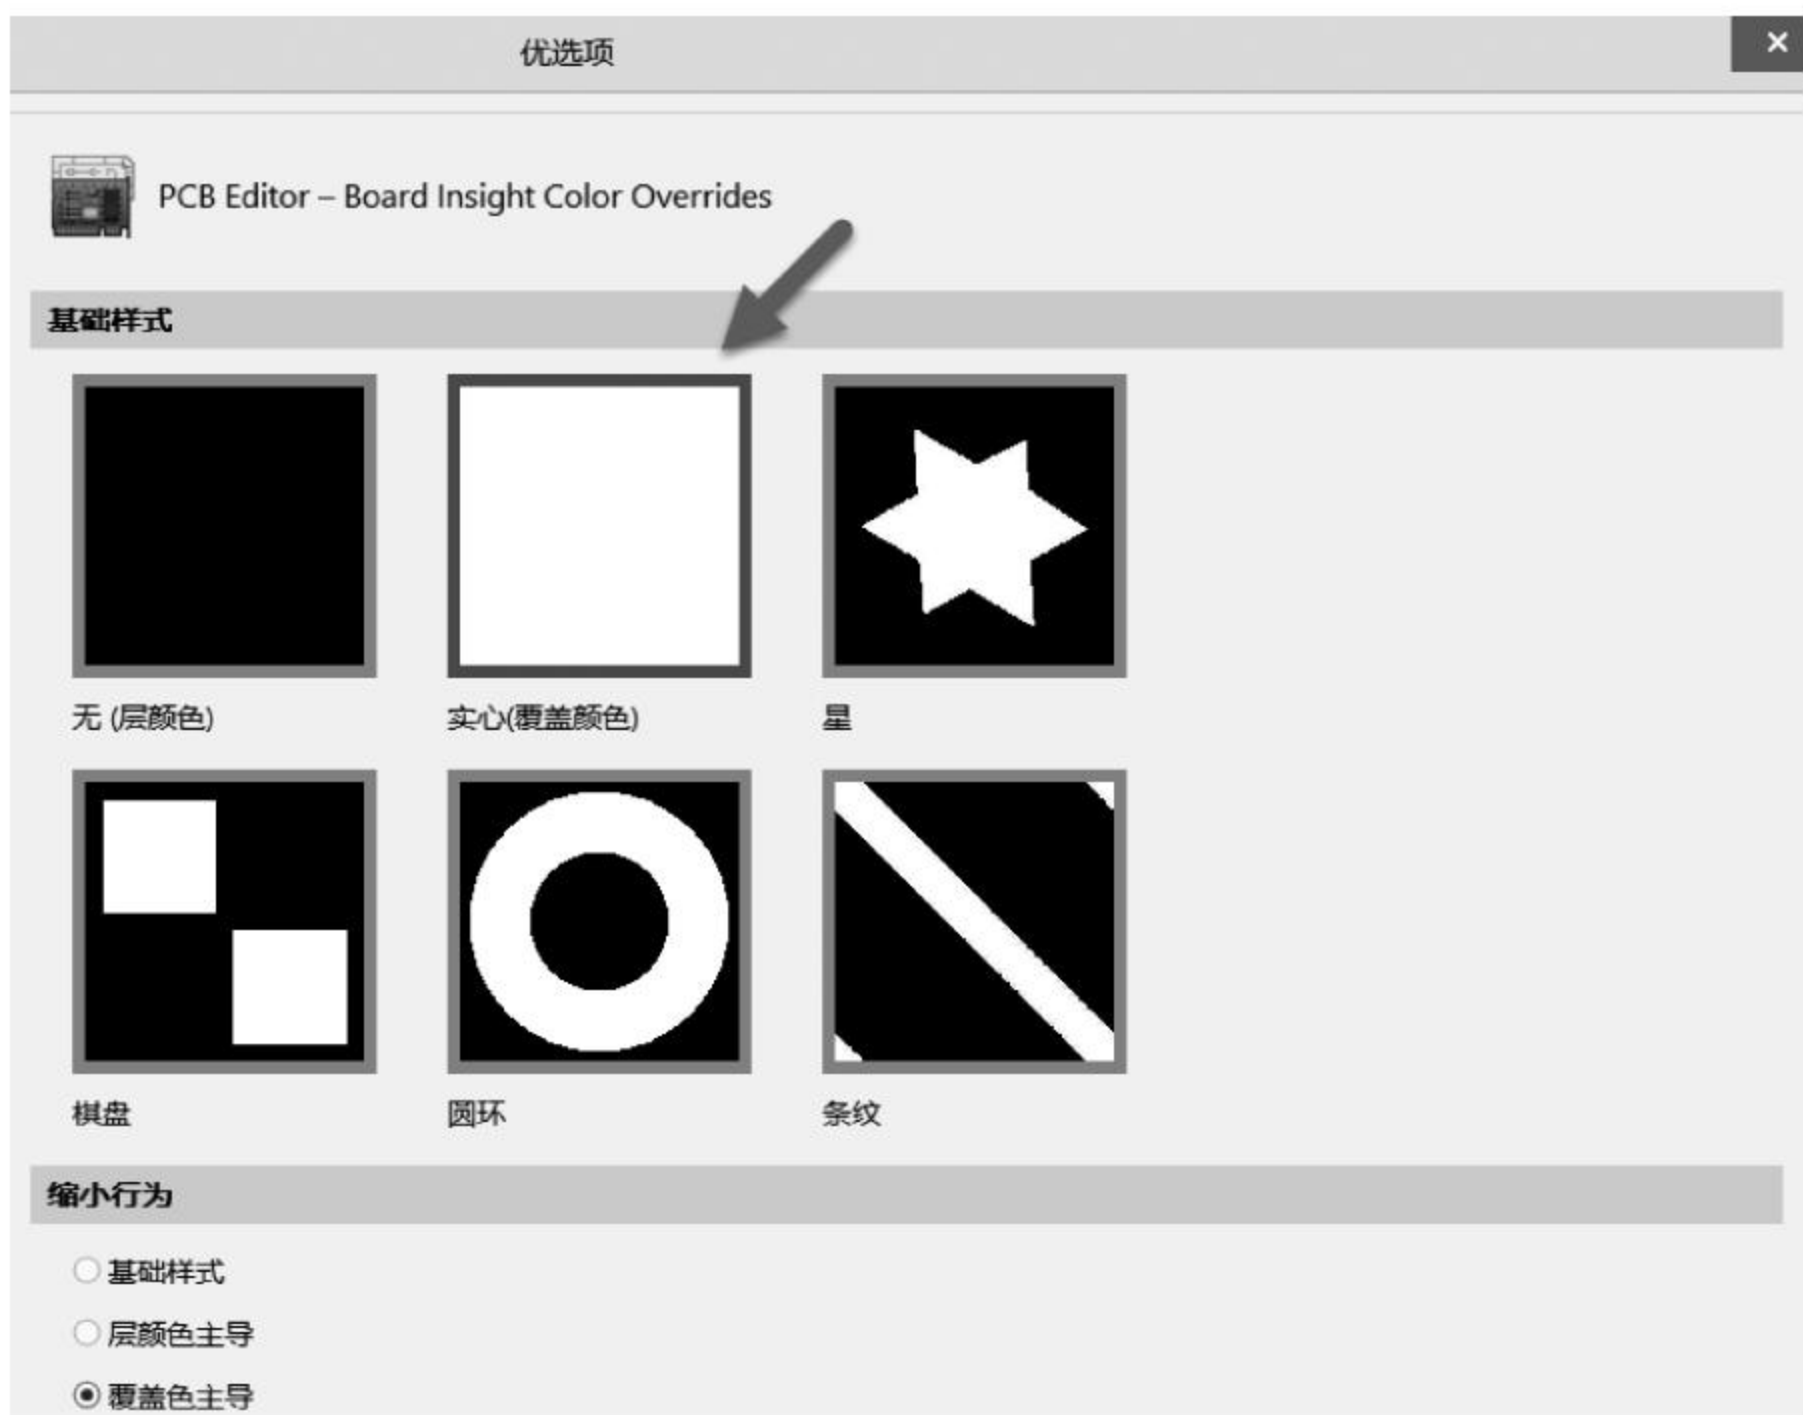 优选项
PCB Editor – Board Insight Color Overrides
基础样式
无 (层颜色)
实心(覆盖颜色)
星
棋盘
圆环
条纹
缩小行为
基础样式
层颜色主导
覆盖色主导